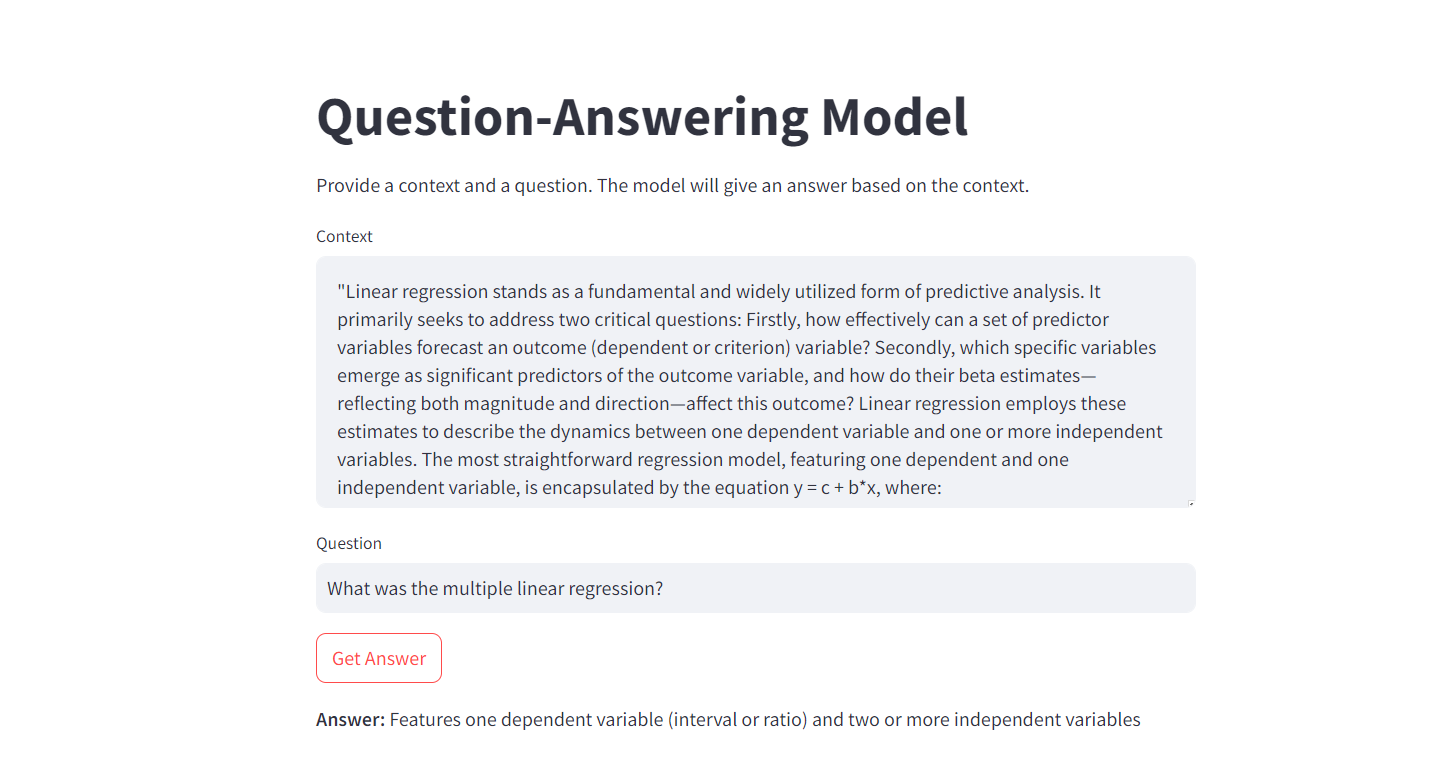 Question-Answering Model
Provide a context and a question. The model will give an answer based on the context.
Context
"Linear regression stands as a fundamental and widely utilized form of predictive analysis. It
primarily seeks to address two critical questions: Firstly, how effectively can a set of predictor
variables forecast an outcome (dependent or criterion) variable? Secondly, which specific variables
emerge as significant predictors of the outcome variable, and how do their beta estimates—
reflecting both magnitude and direction—affect this outcome? Linear regression employs these
estimates to describe the dynamics between one dependent variable and one or more independent
variables. The most straightforward regression model, featuring one dependent and one
independent variable, is encapsulated by the equation y = c + b*x, where:
Question
What was the multiple linear regression?
Get Answer
Answer: Features one dependent variable (interval or ratio) and two or more independent variables